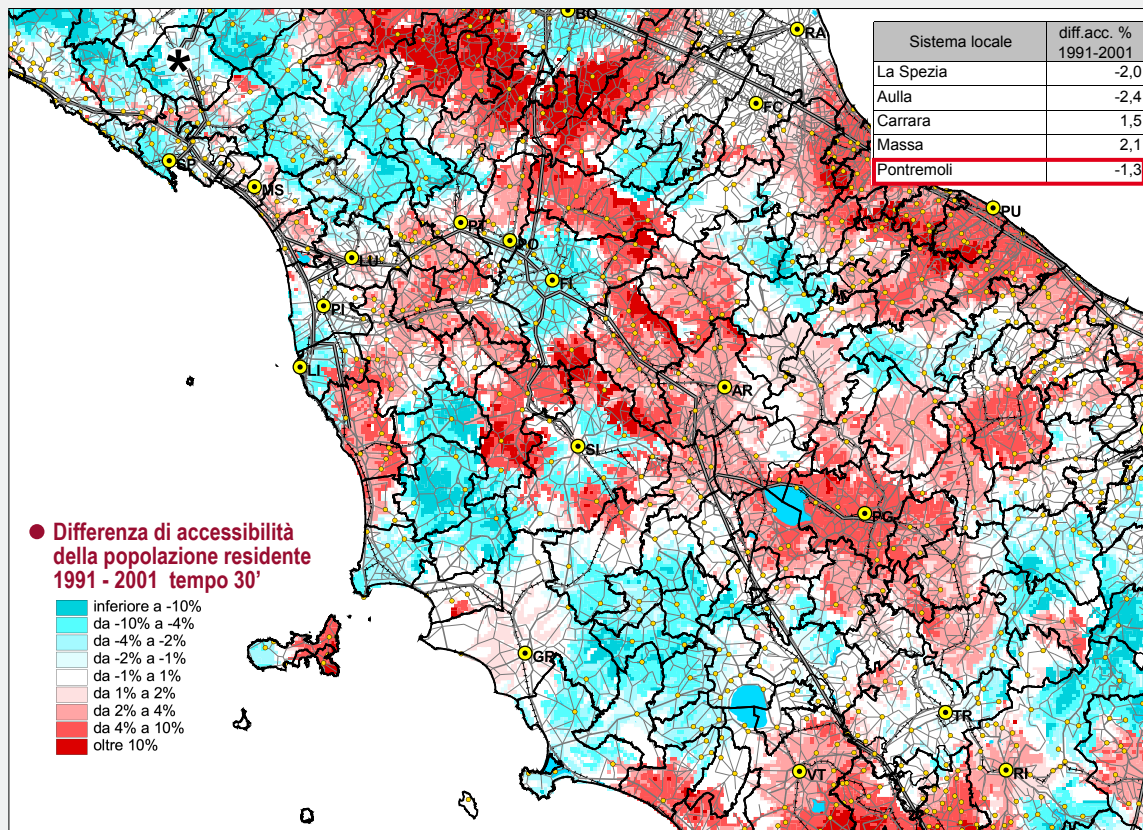 BO
RA
Sistema locale
diff.acc. %
1991-2001
La Spezia -2,0
Aulla -2,4
Carrara 1,5
Massa 2,1
Pontremoli -1,3
*
FC
SP
MS
PU
PT
PO
LU
FI
PI
LI
AR
SI
PG
● Differenza di accessibilità
della popolazione residente
1991 - 2001 tempo 30'
inferiore a -10%
da -10% a -4%
da -4% a -2%
da -2% a -1%
da -1% a 1%
da 1% a 2%
da 2% a 4%
da 4% a 10%
oltre 10%
GR
TR
VT
RI